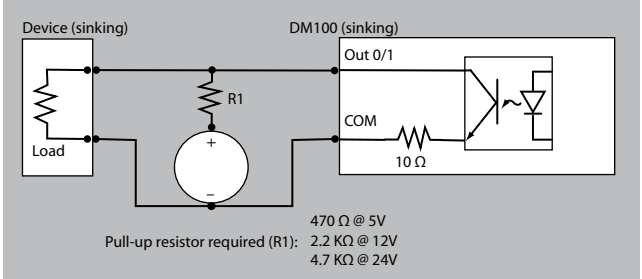 Device (sinking)
DM100 (sinking)
Out 0/1
R1
COM
+
Load
10 Ω
–
470 Ω @ 5V
Pull-up resistor required (R1): 2.2 KΩ @ 12V
4.7 KΩ @ 24V